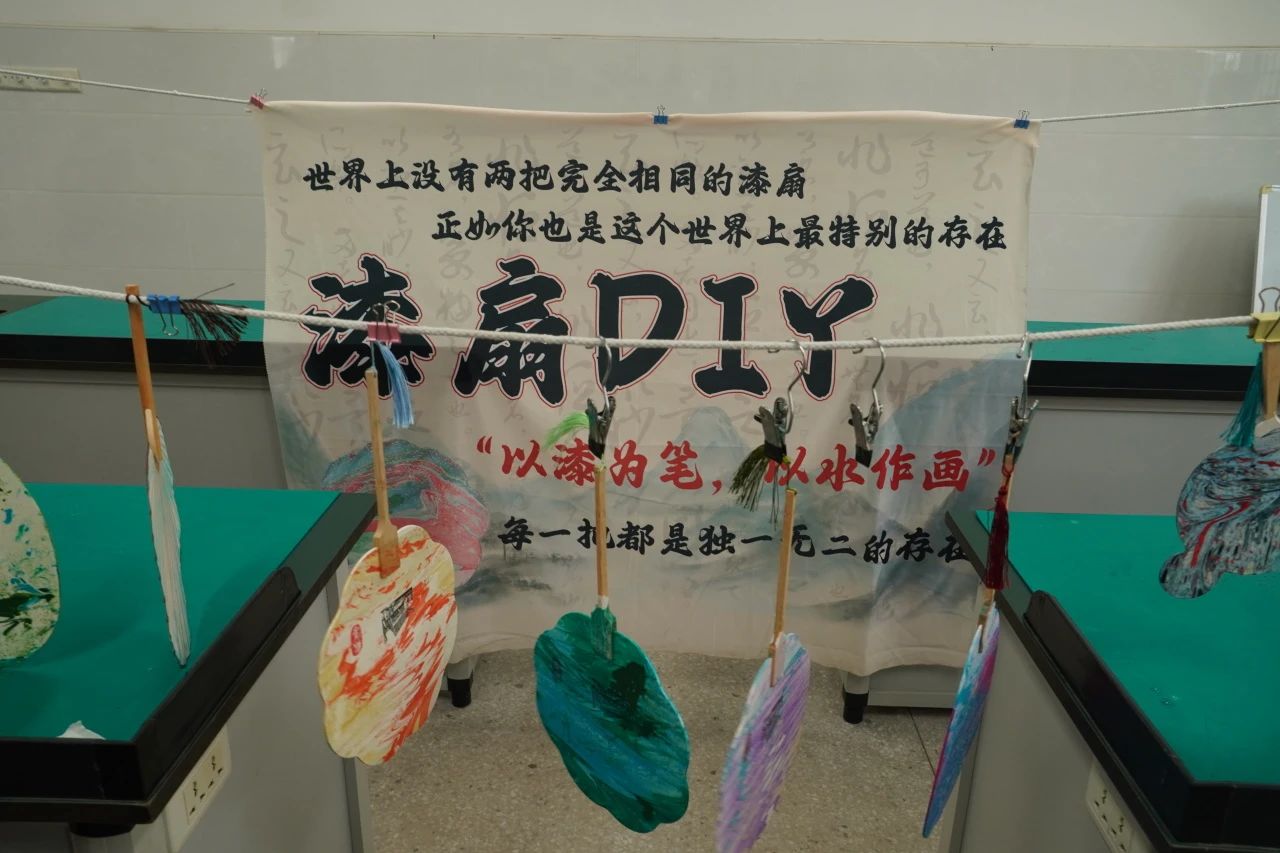 世界上没有两把完全相同的漆扇
正如你也是这个世界上最特别的存在
漆扇DIY
“以漆为笔，以水作画”
每一把都是独一无二的存在